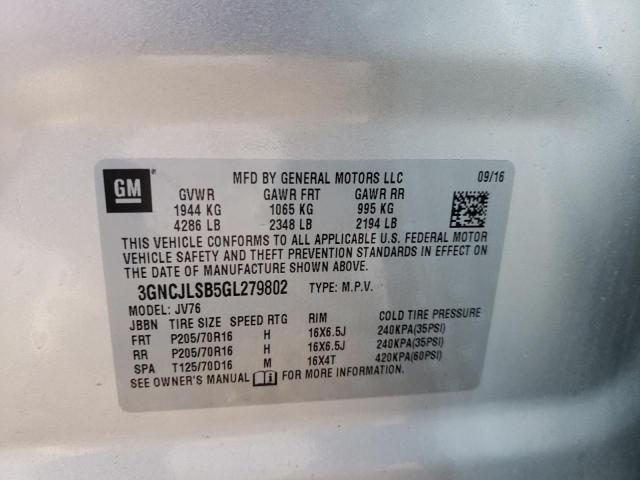 GM
MFD BY GENERAL MOTORS LLC 09/16
GVWR GAWR FRT GAWR RR
1944 KG 1065 KG 995 KG
4286 LB 2348 LB 2194 LB
THIS VEHICLE CONFORMS TO ALL APPLICABLE U.S. FEDERAL MOTOR
VEHICLE SAFETY AND THEFT PREVENTION STANDARDS IN EFFECT ON
THE DATE OF MANUFACTURE SHOWN ABOVE.
3GNCJLSB5GL279802 TYPE: M.P.V.
MODEL: JV76
JBBN TIRE SIZE SPEED RTG RIM COLD TIRE PRESSURE
FRT P205/70R16 H 16X6.5J 240KPA(35PSI)
RR P205/70R16 H 16X6.5J 240KPA(35PSI)
SPA T125/70D16 M 16X4T 420KPA(60PSI)
SEE OWNER'S MANUAL FOR MORE INFORMATION.